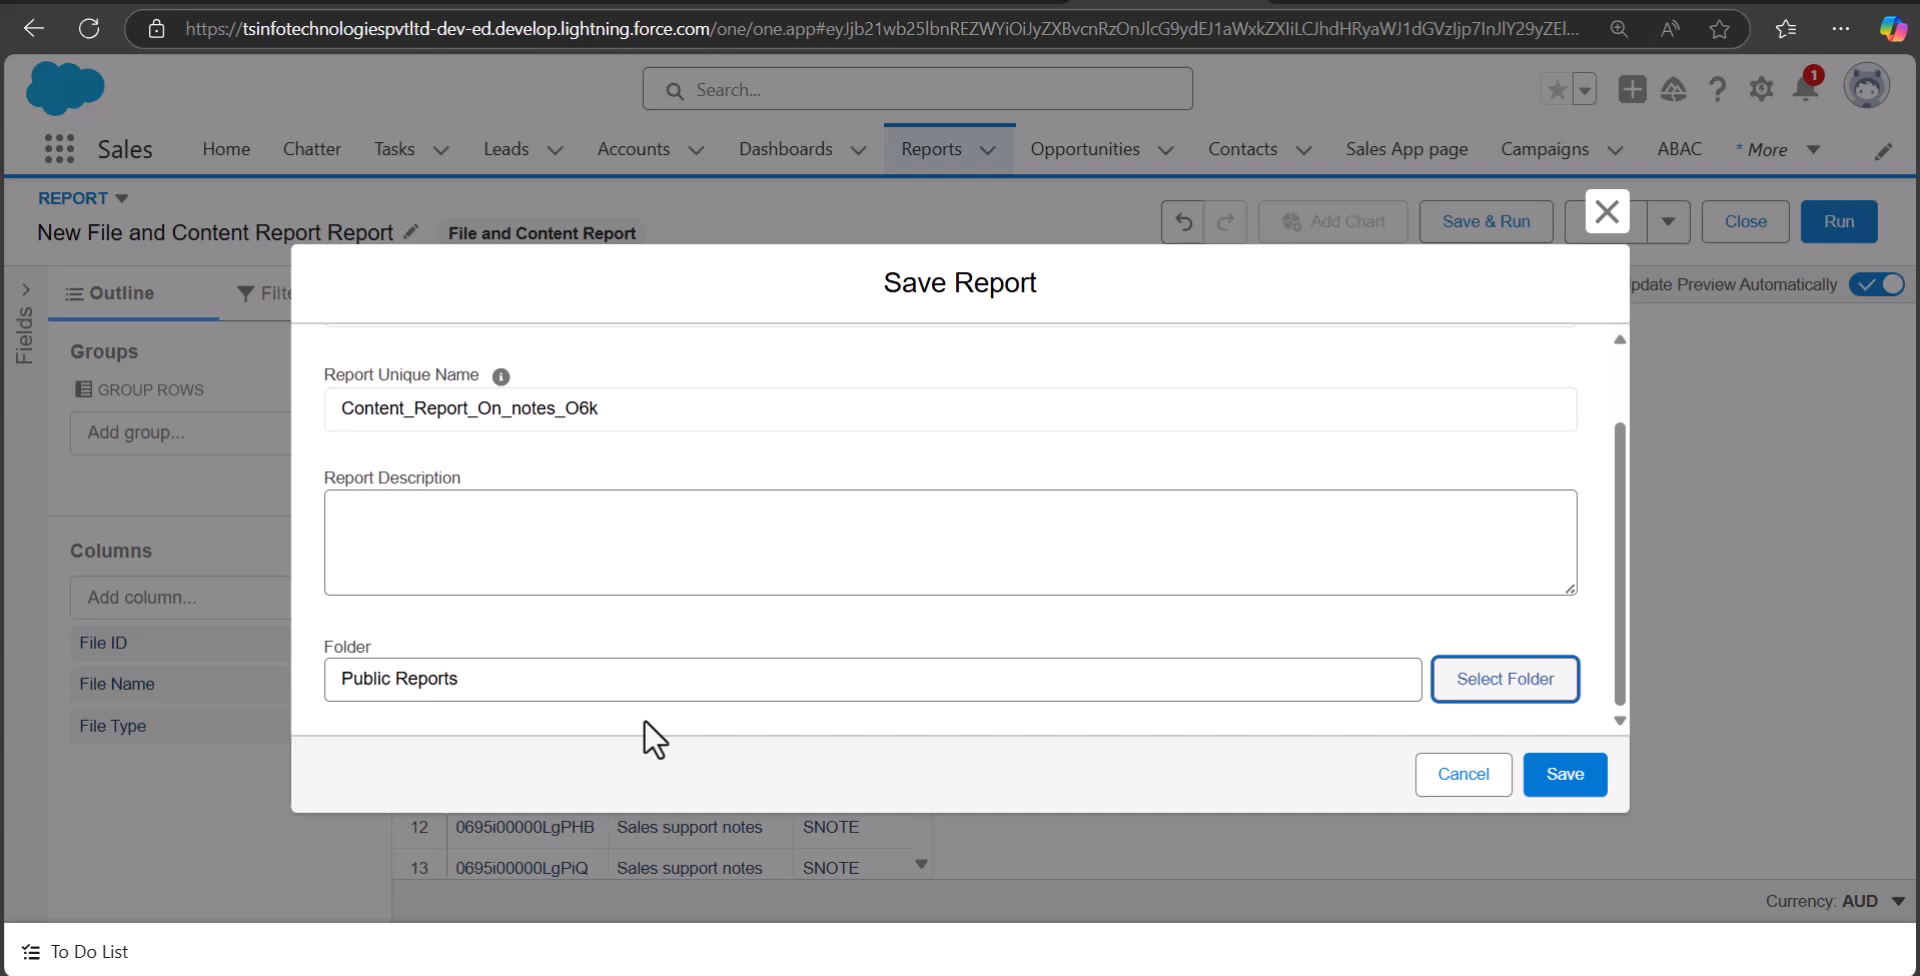 https://tsinfotechnologiespvtltd-dev-ed.develop.lightning.force.com/one/one.app#eyJjb21wb25lbnREZWYiOiJyZXBvcnRzOnJlcG9ydEJ1aWxkZXIiLCJhdHRyaWJ1dGVzIjp7InJlY29yZEl...
Search...
1
Sales
Home
Chatter
Tasks
Leads
Accounts
Dashboards
Reports
Opportunities
Contacts
Sales App page
Campaigns
ABAC
* More
REPORT
New File and Content Report Report
File and Content Report
Add Chart
Save & Run
Close
Run
Fields
Outline
Filte
pdate Preview Automatically
Save Report
Groups
GROUP ROWS
Add group...
Report Unique Name
Content_Report_On_notes_O6k
Report Description
Columns
Add column...
File ID
File Name
File Type
Folder
Public Reports
Select Folder
Cancel
Save
12 0695i00000LgPHB Sales support notes SNOTE
13 0695i00000LgPiQ Sales support notes SNOTE
Currency: AUD
To Do List